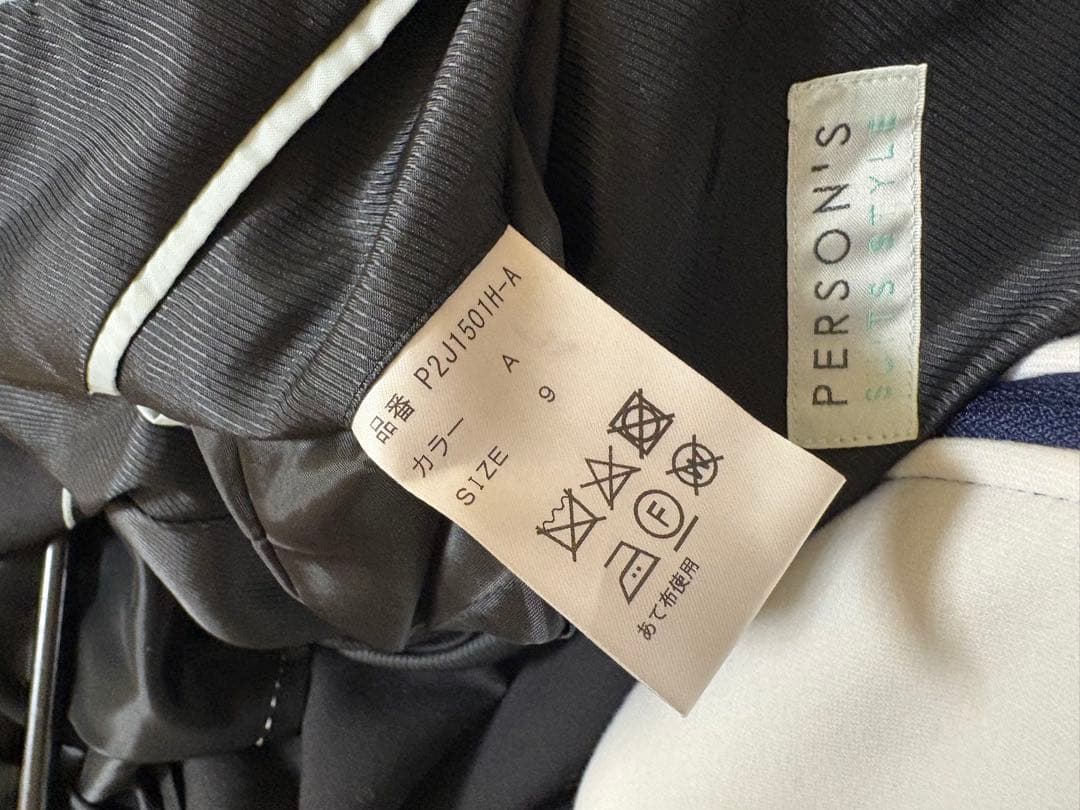 品番 P2J1501H-A
カラー A
SIZE 9
F
W
あて布使用
PERSON'S
SUITS STYLE